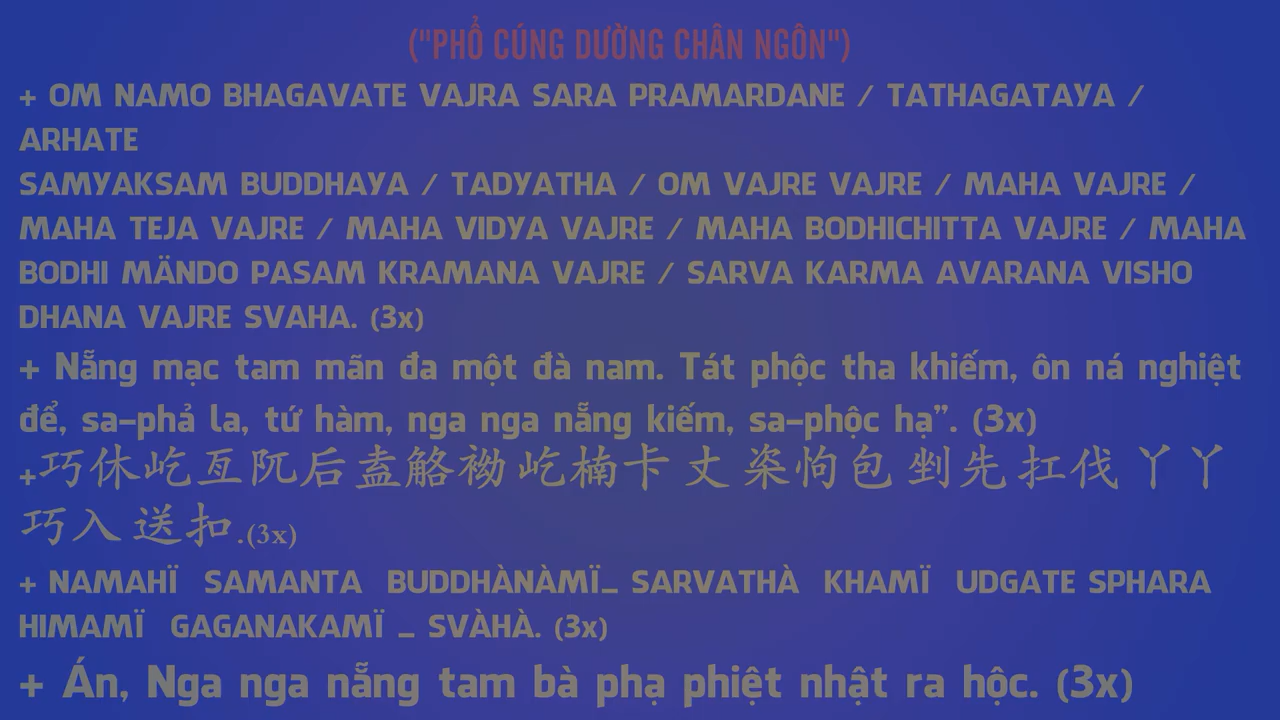 ("PHỔ CÚNG DƯỜNG CHÂN NGÔN")
+ OM NAMO BHAGAVATE VAJRA SARA PRAMARDANE / TATHAGATAYA /
ARHATE
SAMYAKSAM BUDDHAYA / TADYATHA / OM VAJRE VAJRE / MAHA VAJRE /
MAHA TEJA VAJRE / MAHA VIDYA VAJRE / MAHA BODHICHITTA VAJRE / MAHA
BODHI MÄNDO PASAM KRAMANA VAJRE / SARVA KARMA AVARANA VISHO
DHANA VAJRE SVAHA. (3x)
+ Nẵng mạc tam mãn đa một đà nam. Tát phộc tha khiếm, ôn ná nghiệt
để, sa-phả la, tứ hàm, nga nga nẵng kiếm, sa-phộc hạ”. (3x)
+巧休屹亙阢后盍觡袎屹楠卡丈桼怐包剉先扛伐丫丫
巧入送扣.(3x)
+ NAMAHÏ SAMANTA BUDDHÀNÀMÏ_ SARVATHÀ KHAMÏ UDGATE SPHARA
HIMAMÏ GAGANAKAMÏ _ SVÀHÀ. (3x)
+ Án, Nga nga nẵng tam bà phạ phiệt nhật ra hộc. (3x)